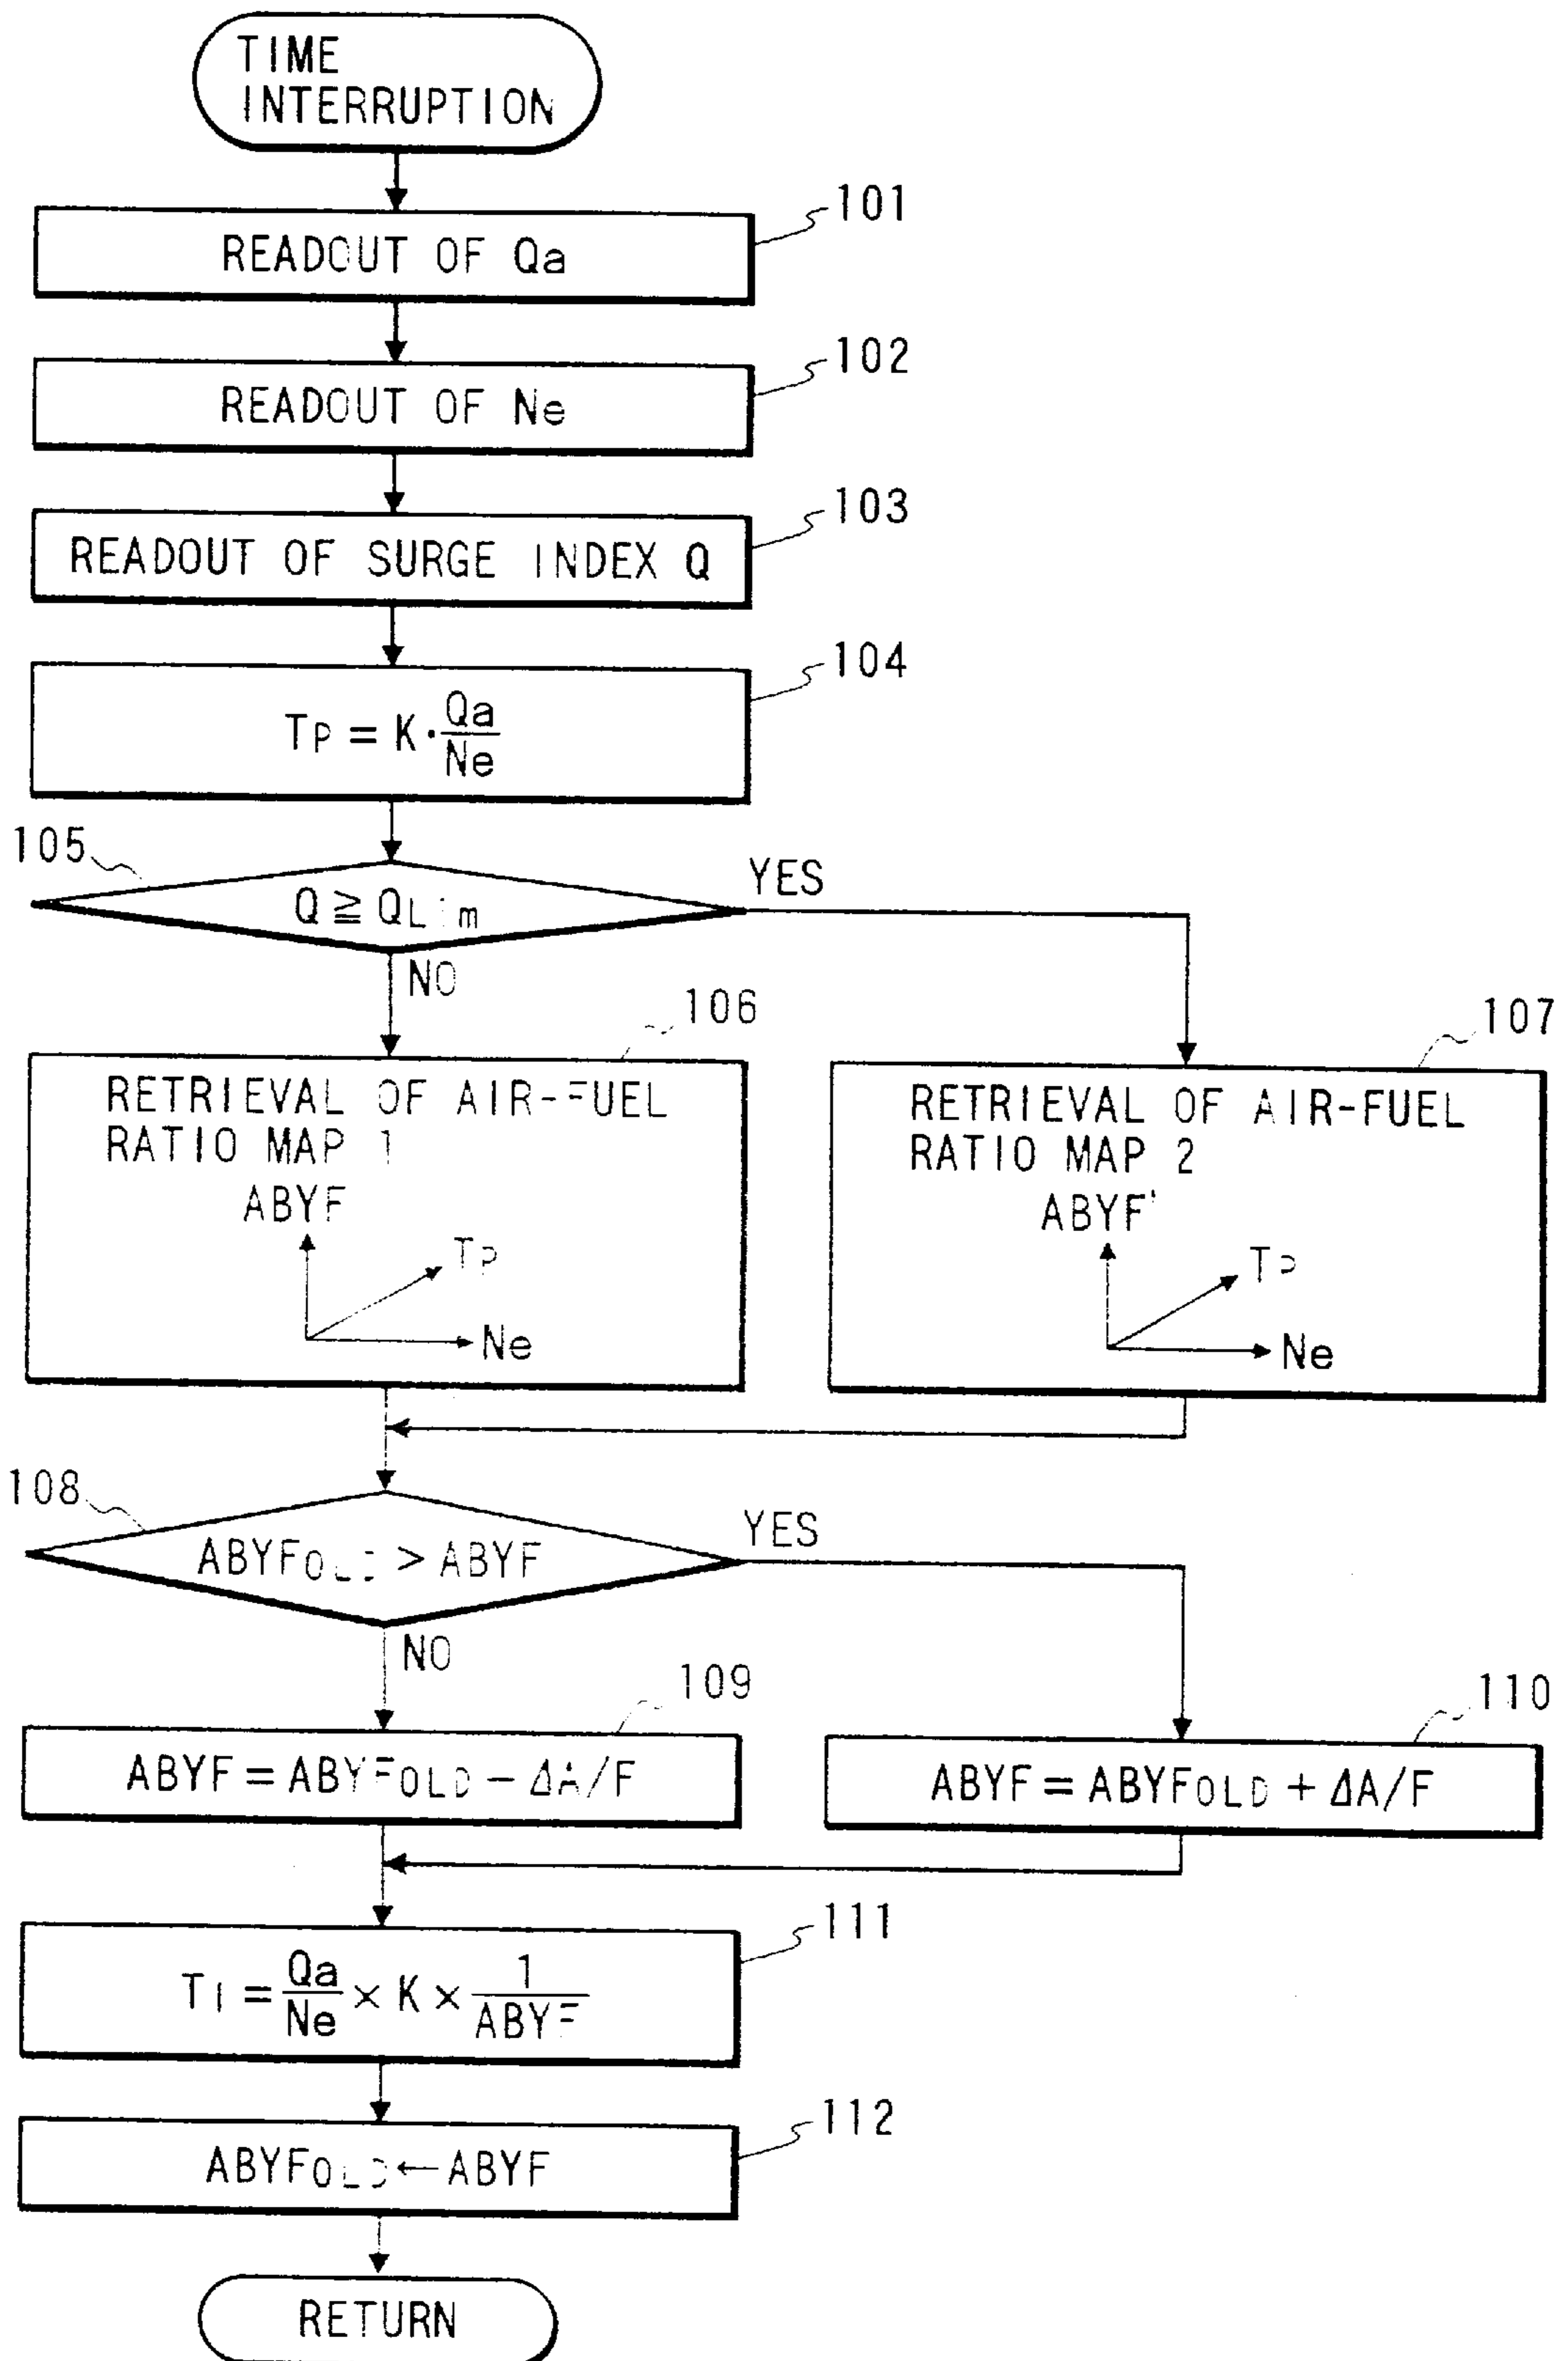 TIME
INTERRUPTION
101
READOUT OF Qa
102
READOUT OF Ne
103
READOUT OF SURGE INDEX Q
104
TP = K · Qa / Ne
105
Q ≧ QLim
YES
NO
106
RETRIEVAL OF AIR-FUEL
RATIO MAP 1
ABYF
TP
Ne
107
RETRIEVAL OF AIR-FUEL
RATIO MAP 2
ABYF'
TP
Ne
108
ABYFOLD > ABYF
YES
NO
109
ABYF = ABYFOLD − ΔA/F
110
ABYF = ABYFOLD + ΔA/F
111
TI = Qa / Ne × K × 1 / ABYF
112
ABYFOLD ← ABYF
RETURN